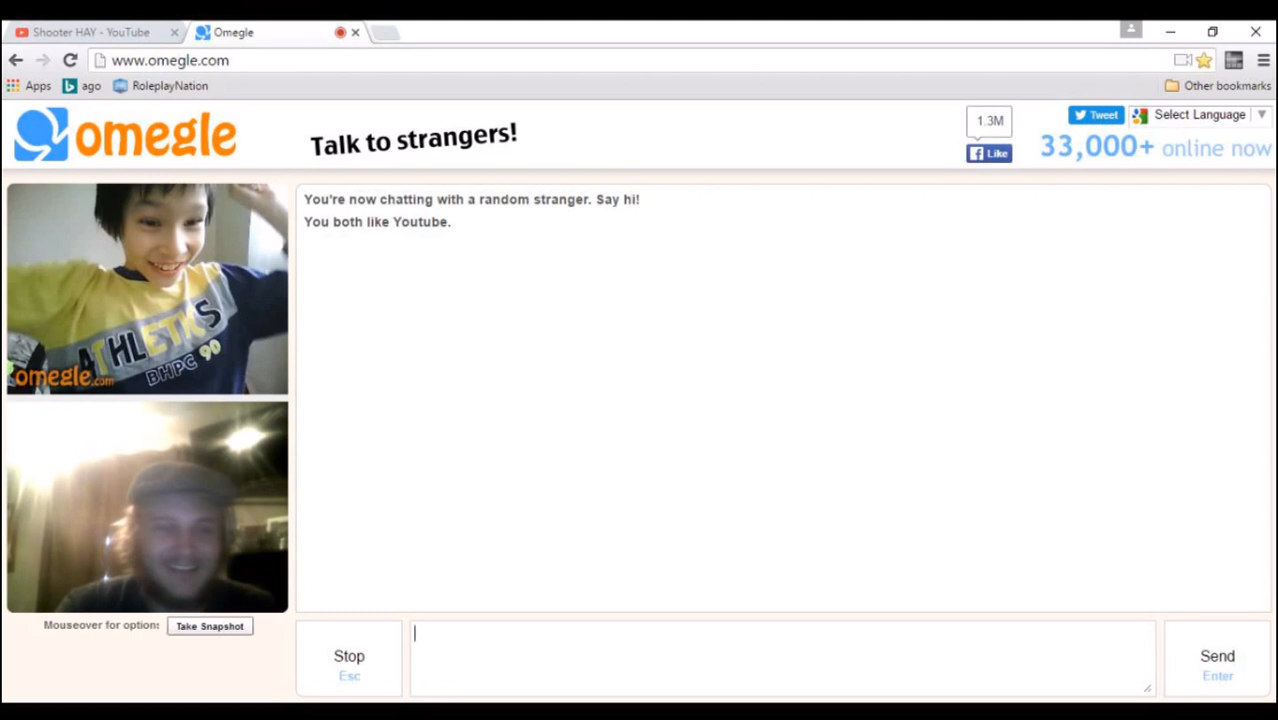 Shooter HAY - YouTube
Omegle
www.omegle.com
Apps
ago
RoleplayNation
Other bookmarks
omegle
Talk to strangers!
1.3M
Like
Tweet
Select Language
33,000+ online now
ATHLETKS
BHPC 90
omegle.com
You're now chatting with a random stranger. Say hi!
You both like Youtube.
Mouseover for option:
Take Snapshot
Stop
Esc
Send
Enter